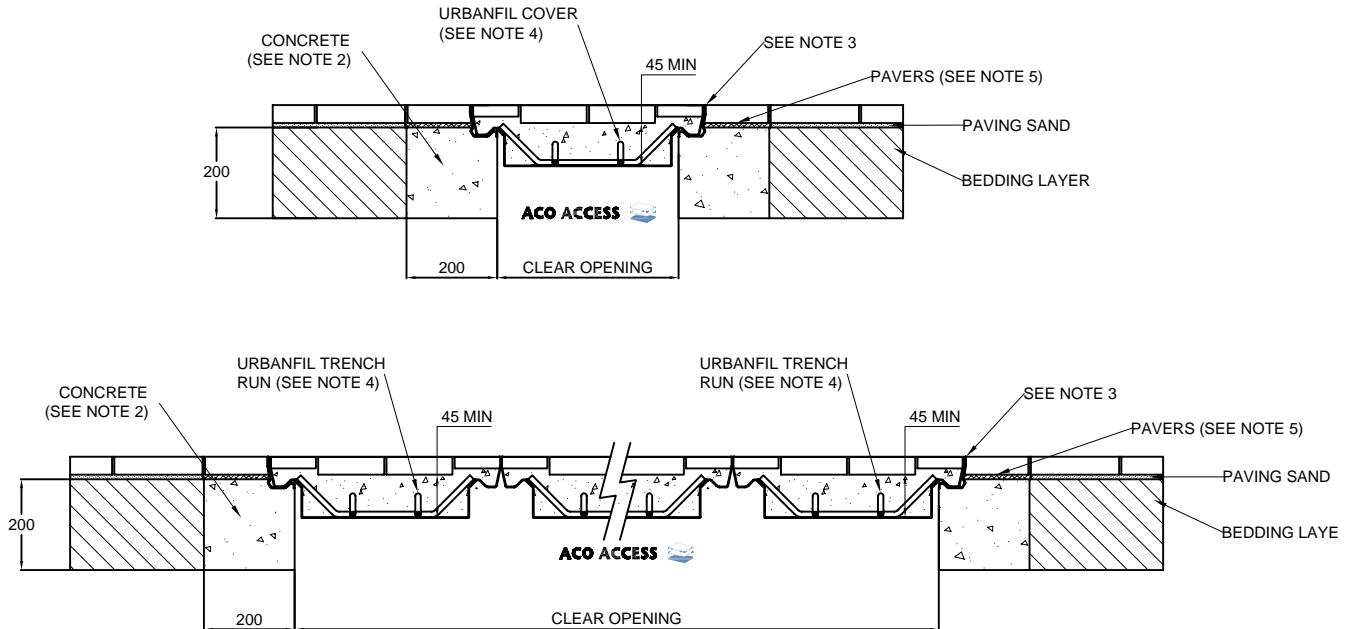 URBANFIL COVER
(SEE NOTE 4)
CONCRETE
(SEE NOTE 2)
SEE NOTE 3
45 MIN
PAVERS (SEE NOTE 5)
PAVING SAND
200
BEDDING LAYER
ACO ACCESS
200
CLEAR OPENING
URBANFIL TRENCH
RUN (SEE NOTE 4)
URBANFIL TRENCH
RUN (SEE NOTE 4)
CONCRETE
(SEE NOTE 2)
SEE NOTE 3
45 MIN
45 MIN
PAVERS (SEE NOTE 5)
PAVING SAND
200
BEDDING LAYE
ACO ACCESS
200
CLEAR OPENING